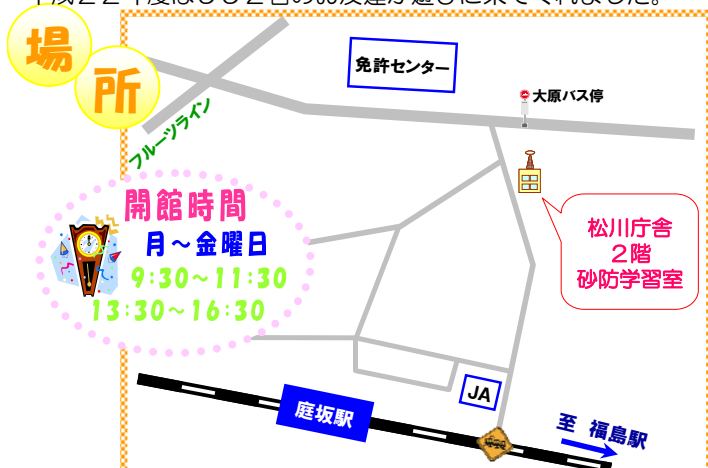 場所
免許センター
大原バス停
フルーツライン
開館時間
月～金曜日
9:30～11:30
13:30～16:30
松川庁舎
２階
砂防学習室
JA
庭坂駅
至 福島駅